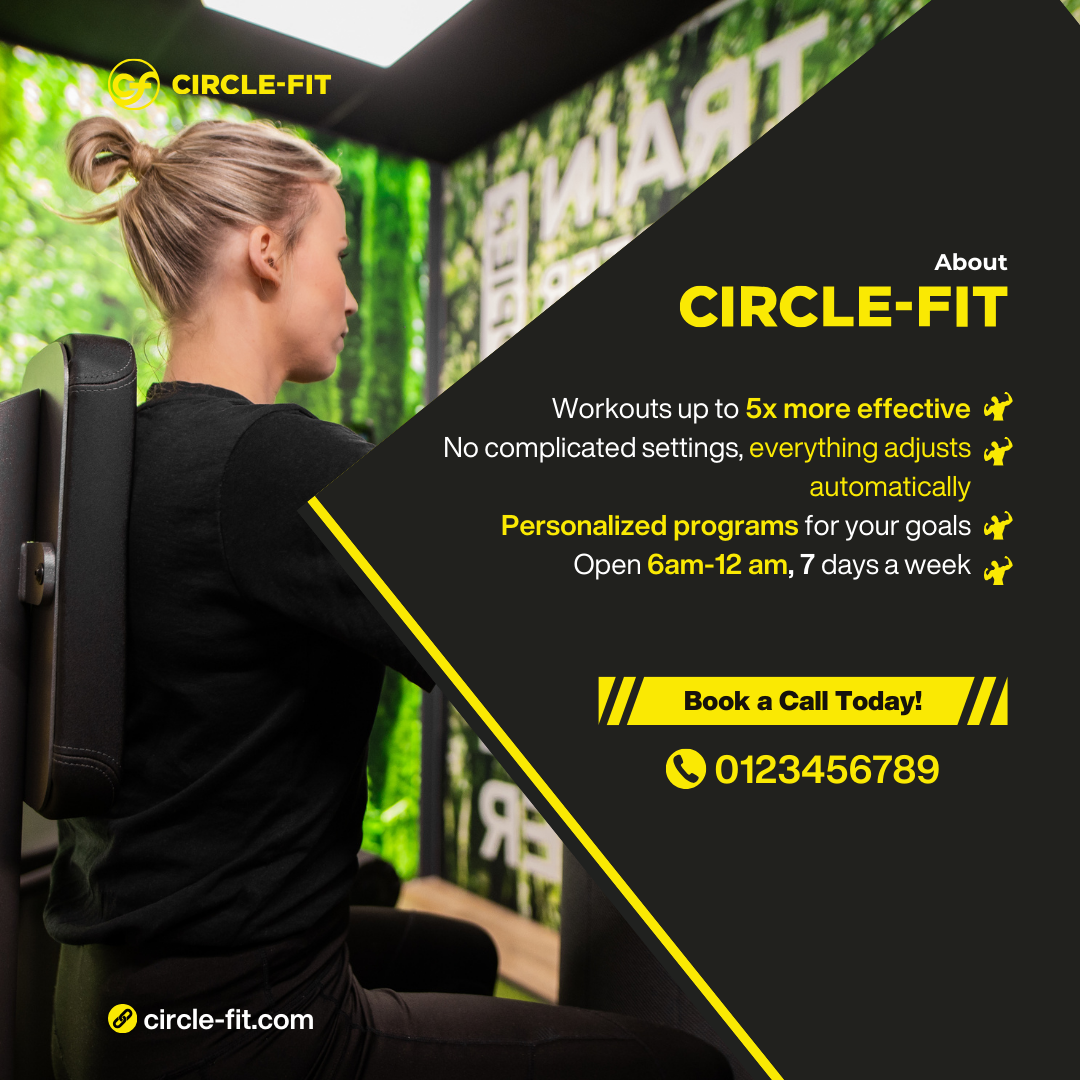 CIRCLE-FIT
TRAIN
About
CIRCLE-FIT
Workouts up to 5x more effective
No complicated settings, everything adjusts
automatically
Personalized programs for your goals
Open 6am-12 am, 7 days a week
Book a Call Today!
0123456789
circle-fit.com